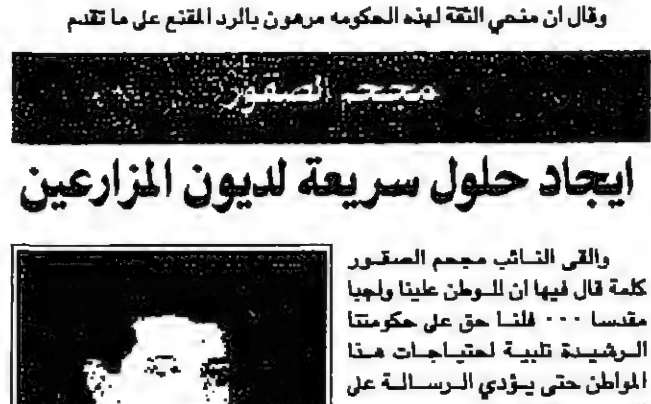 وقال ان منحي الثقة لهذه الحكومه مرهون بالرد المقنع على ما تقدم
مجحم الصقور
ايجاد حلول سريعة لديون المزارعين
والقى النائب مجحم الصقور
كلمة قال فيها ان للوطن علينا واجبا
مقدسا ٠٠٠ فلنا حق على حكومتنا
الرشيدة تلبية احتياجات هذا
المواطن حتى يؤدي الرسالة على